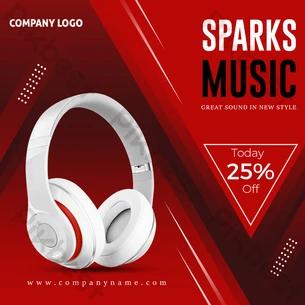 COMPANY LOGO
SPARKS
MUSIC
GREAT SOUND IN NEW STYLE
Today
25%
Off
www.companyname.com